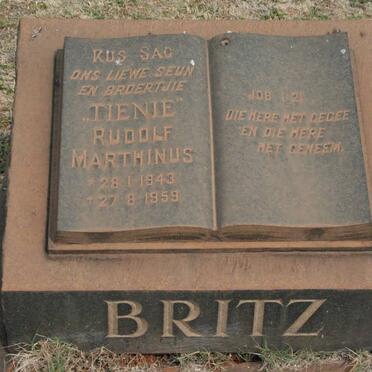 RUS SAG
ONS LIEWE SEUN
EN BROERTJIE
„TIENIE”
RUDOLF
MARTHINUS
* 28·1·1943
† 27·8·1959
JOB 1:21
DIE HERE HET GEGEE
EN DIE HERE
HET GENEEM.
BRITZ